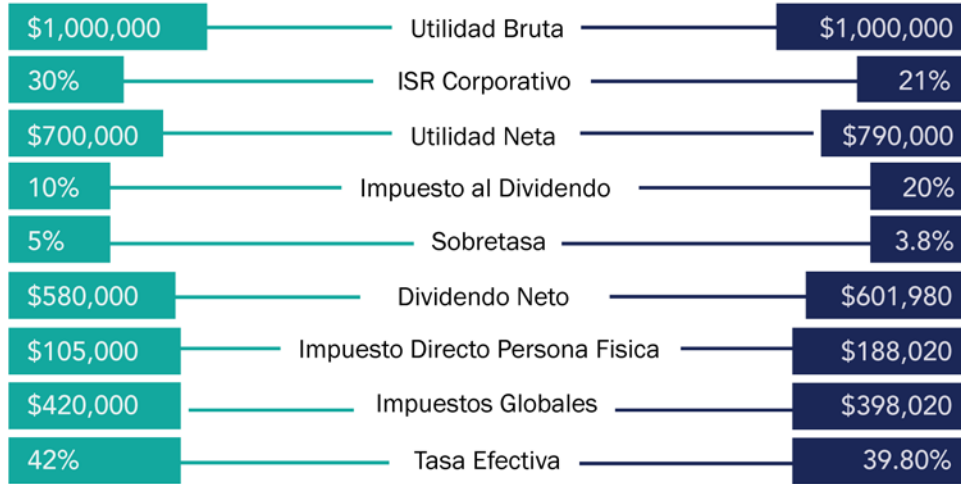 $1,000,000 Utilidad Bruta $1,000,000
30% ISR Corporativo 21%
$700,000 Utilidad Neta $790,000
10% Impuesto al Dividendo 20%
5% Sobretasa 3.8%
$580,000 Dividendo Neto $601,980
$105,000 Impuesto Directo Persona Fisica $188,020
$420,000 Impuestos Globales $398,020
42% Tasa Efectiva 39.80%